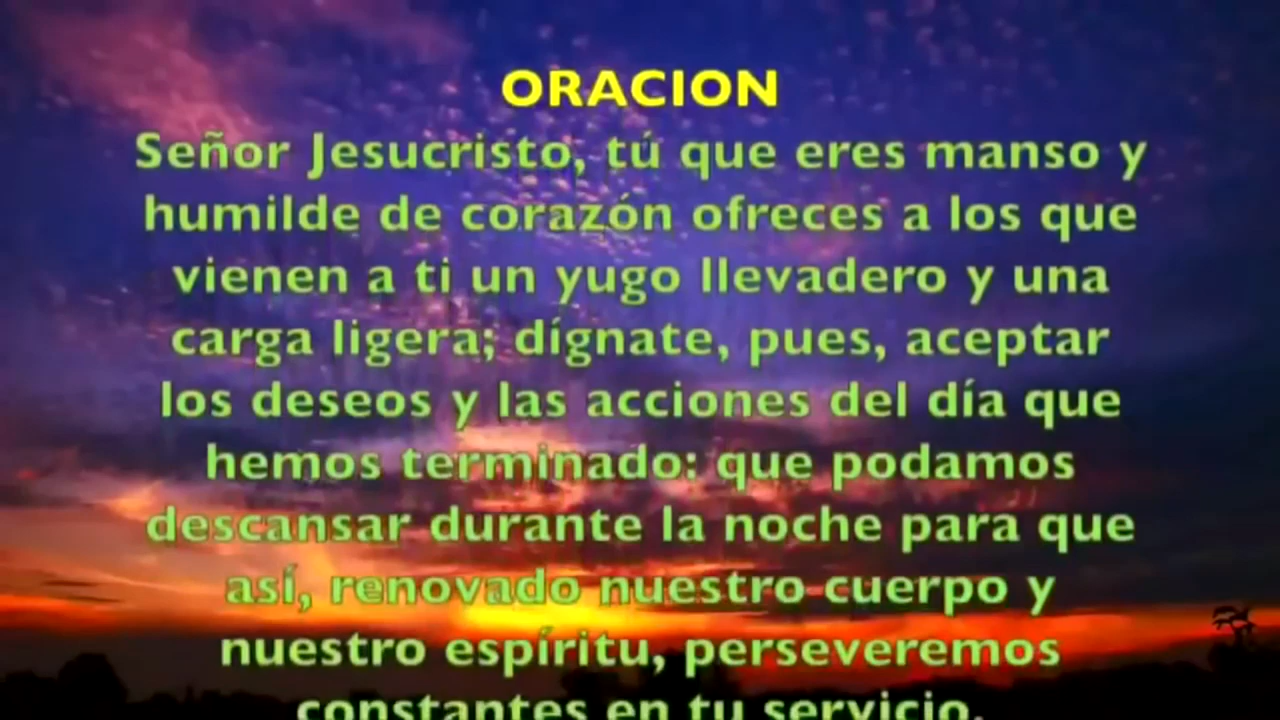 ORACION
Señor Jesucristo, tú que eres manso y
humilde de corazón ofreces a los que
vienen a ti un yugo llevadero y una
carga ligera; dígnate, pues, aceptar
los deseos y las acciones del día que
hemos terminado: que podamos
descansar durante la noche para que
así, renovado nuestro cuerpo y
nuestro espíritu, perseveremos
constantes en tu servicio.